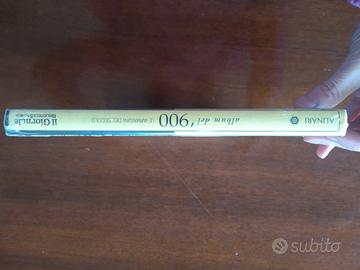 ALINARI
album del '900
LE IMMAGINI DEL SECOLO
il Giornale
subito